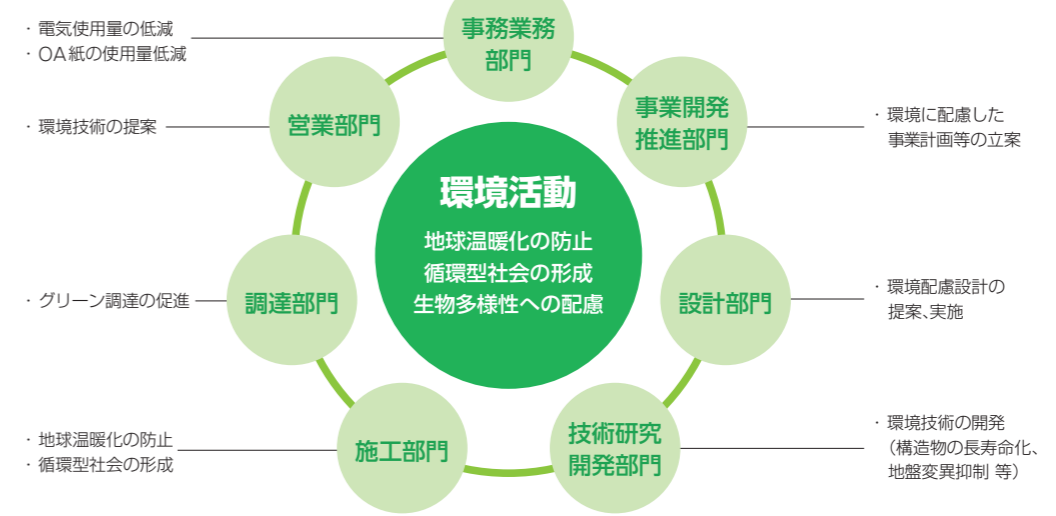 ・ 電気使用量の低減
・ OA紙の使用量低減
事務業務
部門
営業部門
・ 環境技術の提案
事業開発
推進部門
・ 環境に配慮した
事業計画等の立案
環境活動
地球温暖化の防止
循環型社会の形成
生物多様性への配慮
・ グリーン調達の促進
調達部門
設計部門
・ 環境配慮設計の
提案、実施
・ 地球温暖化の防止
・ 循環型社会の形成
施工部門
技術研究
開発部門
・ 環境技術の開発
（構造物の長寿命化、
地盤変異抑制 等）